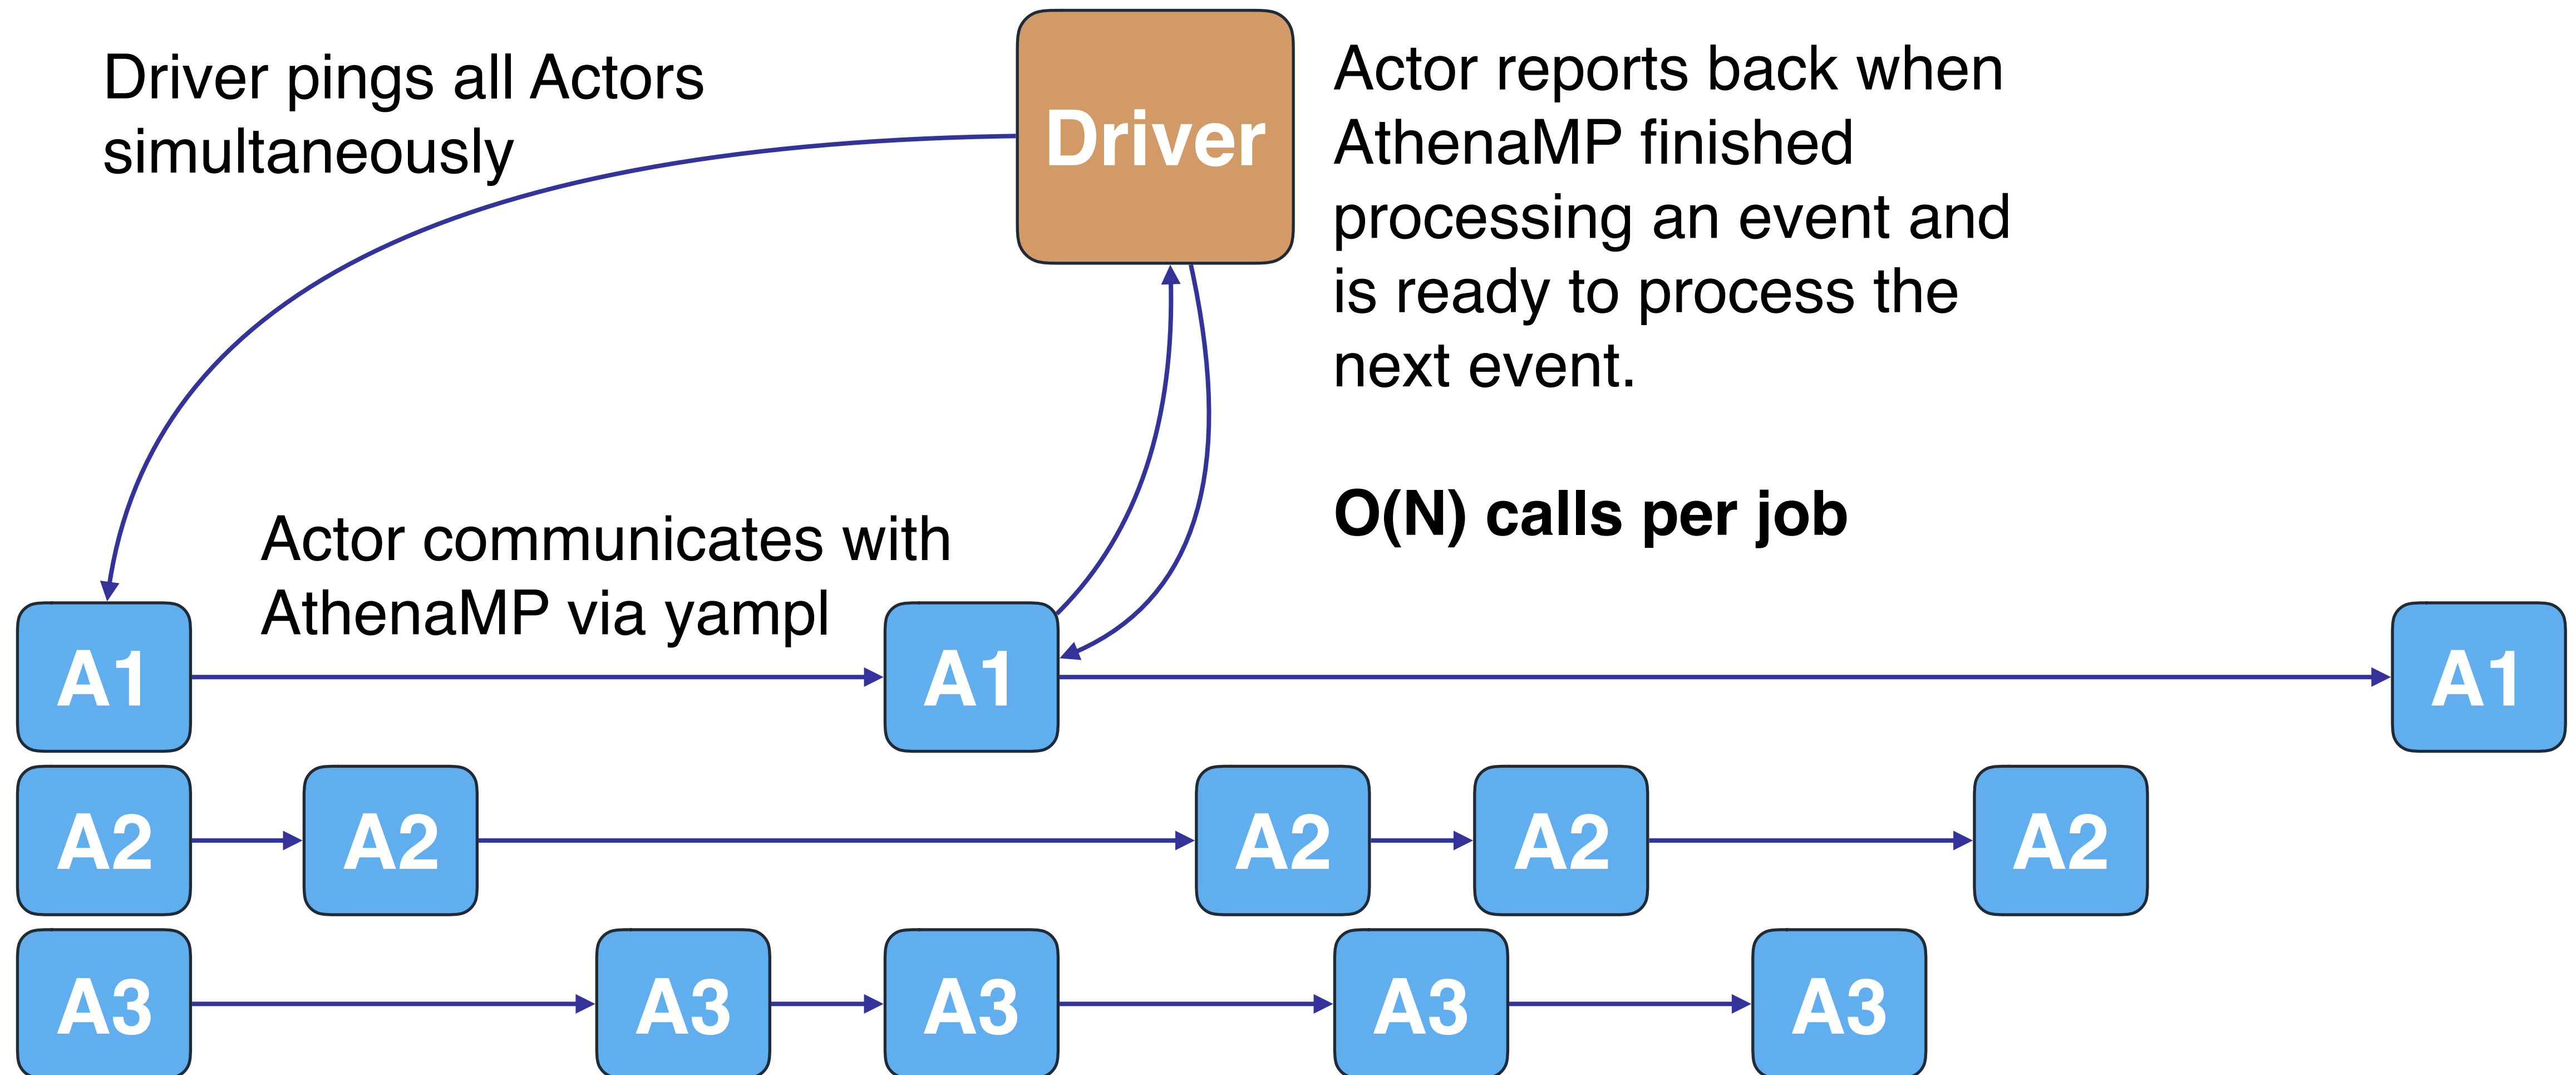 Driver pings all Actors
simultaneously
Driver
Actor reports back when
AthenaMP finished
processing an event and
is ready to process the
next event.
O(N) calls per job
Actor communicates with
AthenaMP via yampl
A1
A1
A1
A2
A2
A2
A2
A2
A3
A3
A3
A3
A3